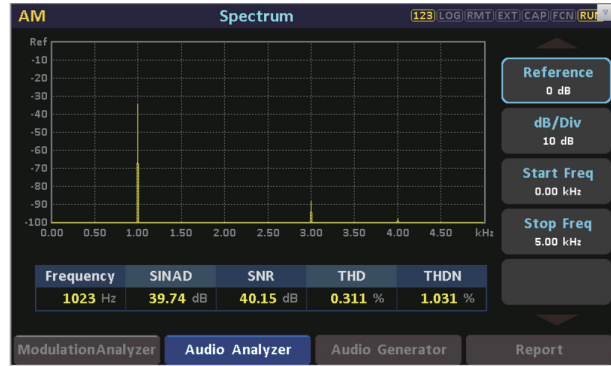 AM Spectrum 123 LOG RMT EXT CAP FCN RUN
Ref
-10
-20
-30
-40
-50
-60
-70
-80
-90
-100
0.00 0.50 1.00 1.50 2.00 2.50 3.00 3.50 4.00 4.50 kHz
Reference
0 dB
dB/Div
10 dB
Start Freq
0.00 kHz
Stop Freq
5.00 kHz
Frequency SINAD SNR THD THDN
1023 Hz 39.74 dB 40.15 dB 0.311 % 1.031 %
ModulationAnalyzer Audio Analyzer Audio Generator Report